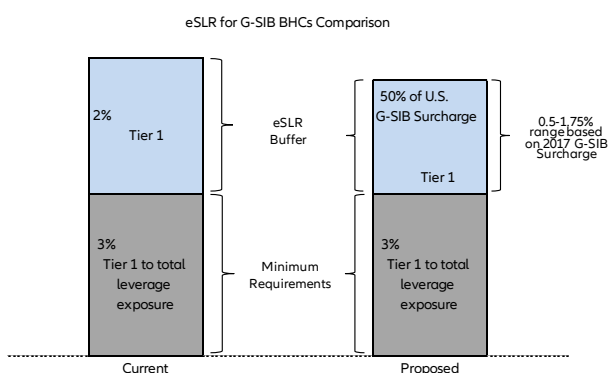 eSLR for G-SIB BHCs Comparison
2%
Tier 1
eSLR
Buffer
50% of U.S.
G-SIB Surcharge
Tier 1
0.5-1.75%
range based
on 2017 G-SIB
Surcharge
3%
Tier 1 to total
leverage
exposure
Minimum
Requirements
3%
Tier 1 to total
leverage
exposure
Current
Proposed